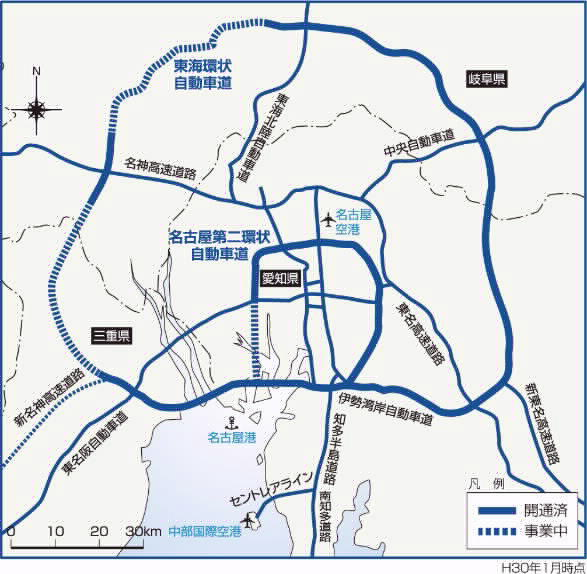 N
東海環状
自動車道
岐阜県
東海北陸自動車道
中央自動車道
名神高速道路
名古屋
空港
名古屋第二環状
自動車道
愛知県
三重県
東名高速道路
新名神高速道路
東名阪自動車道
伊勢湾岸自動車道
新東名高速道路
名古屋港
知多半島道路
セントレアライン
南知多道路
中部国際空港
凡 例
開通済
事業中
0 10 20 30km
H30年1月時点